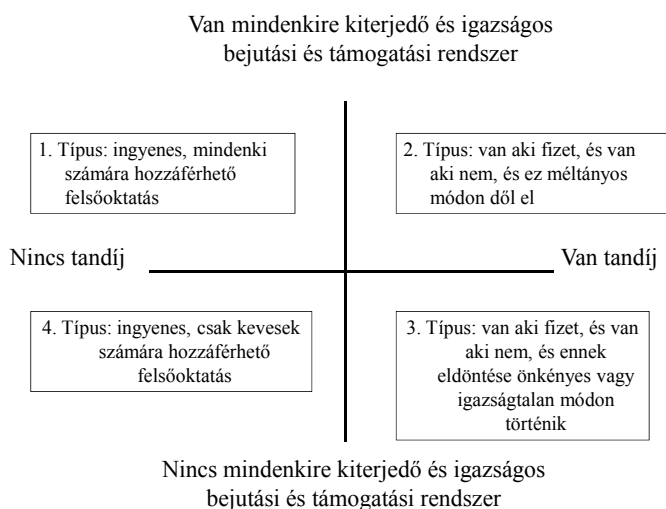 Van mindenkire kiterjedő és igazságos
bejutási és támogatási rendszer
1. Típus: ingyenes, mindenki
számára hozzáférhető
felsőoktatás
2. Típus: van aki fizet, és van
aki nem, és ez méltányos
módon dől el
Nincs tandíj
Van tandíj
4. Típus: ingyenes, csak kevesek
számára hozzáférhető
felsőoktatás
3. Típus: van aki fizet, és van
aki nem, és ennek
eldöntése önkényes vagy
igazságtalan módon
történik
Nincs mindenkire kiterjedő és igazságos
bejutási és támogatási rendszer